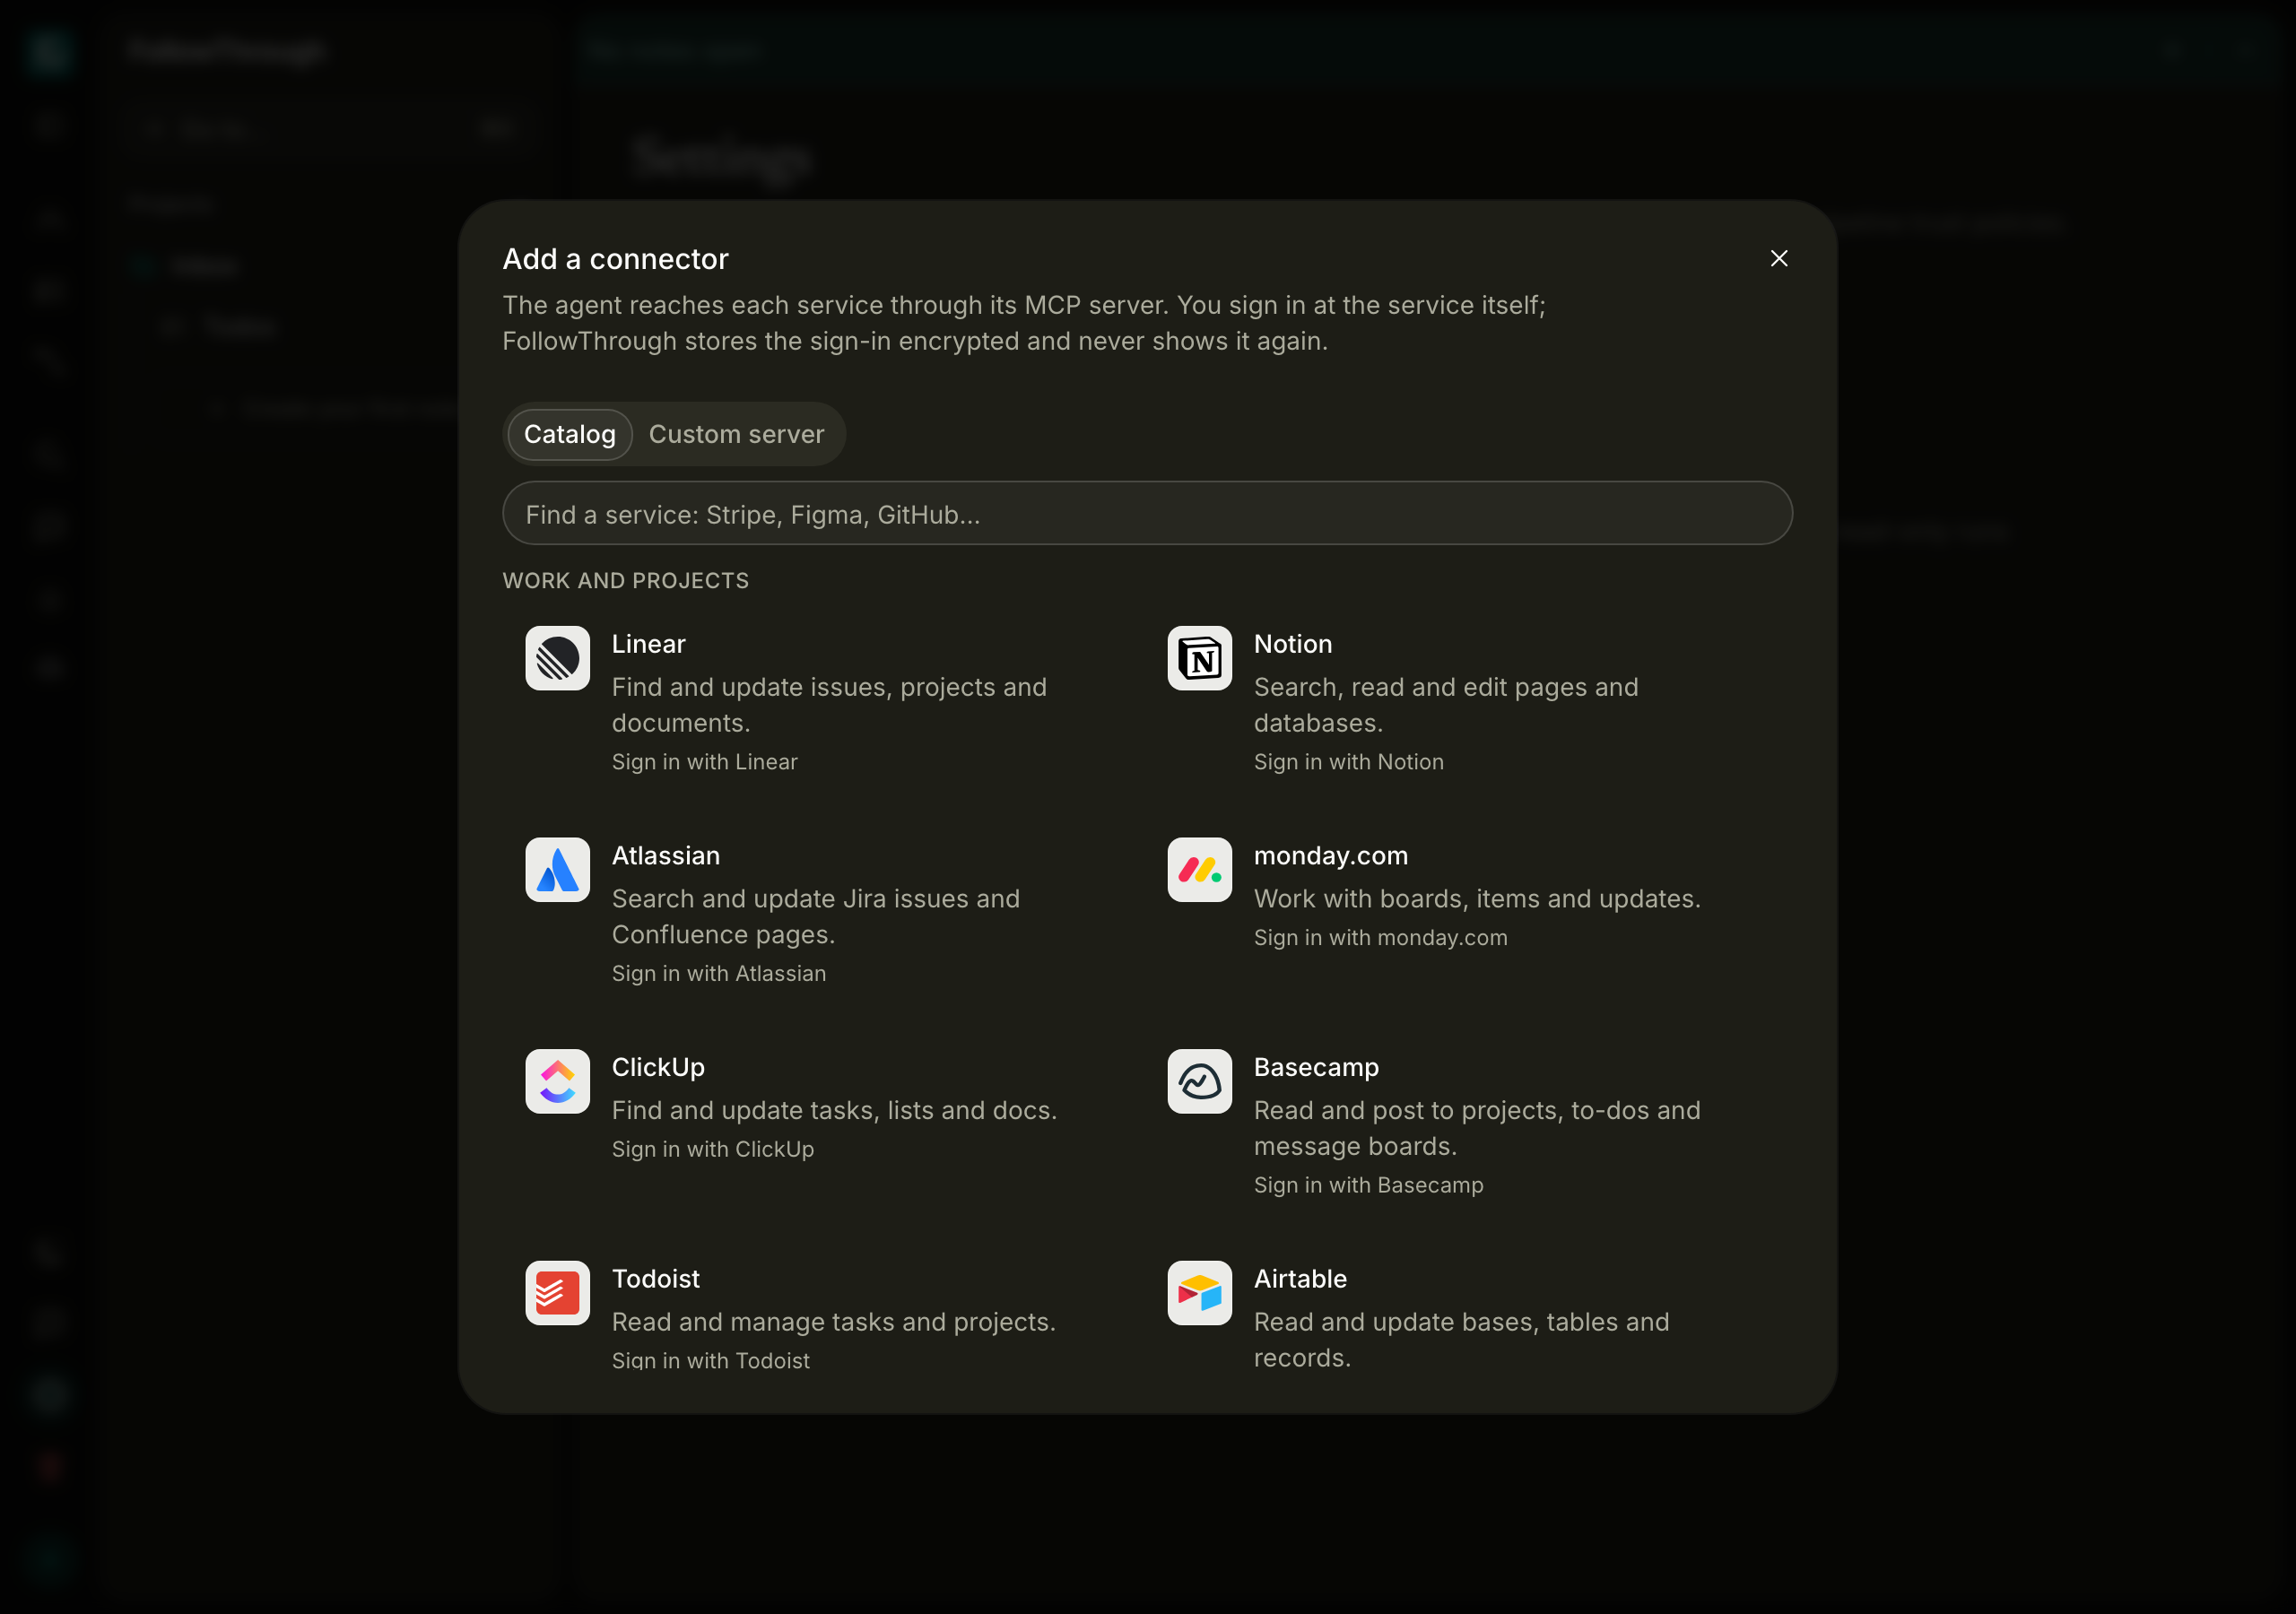 FollowThrough
Settings
Projects
Add a connector
The agent reaches each service through its MCP server. You sign in at the service itself;
FollowThrough stores the sign-in encrypted and never shows it again.
Catalog
Custom server
Find a service: Stripe, Figma, GitHub...
WORK AND PROJECTS
Linear
Find and update issues, projects and
documents.
Sign in with Linear
Notion
Search, read and edit pages and
databases.
Sign in with Notion
Atlassian
Search and update Jira issues and
Confluence pages.
Sign in with Atlassian
monday.com
Work with boards, items and updates.
Sign in with monday.com
ClickUp
Find and update tasks, lists and docs.
Sign in with ClickUp
Basecamp
Read and post to projects, to-dos and
message boards.
Sign in with Basecamp
Todoist
Read and manage tasks and projects.
Sign in with Todoist
Airtable
Read and update bases, tables and
records.